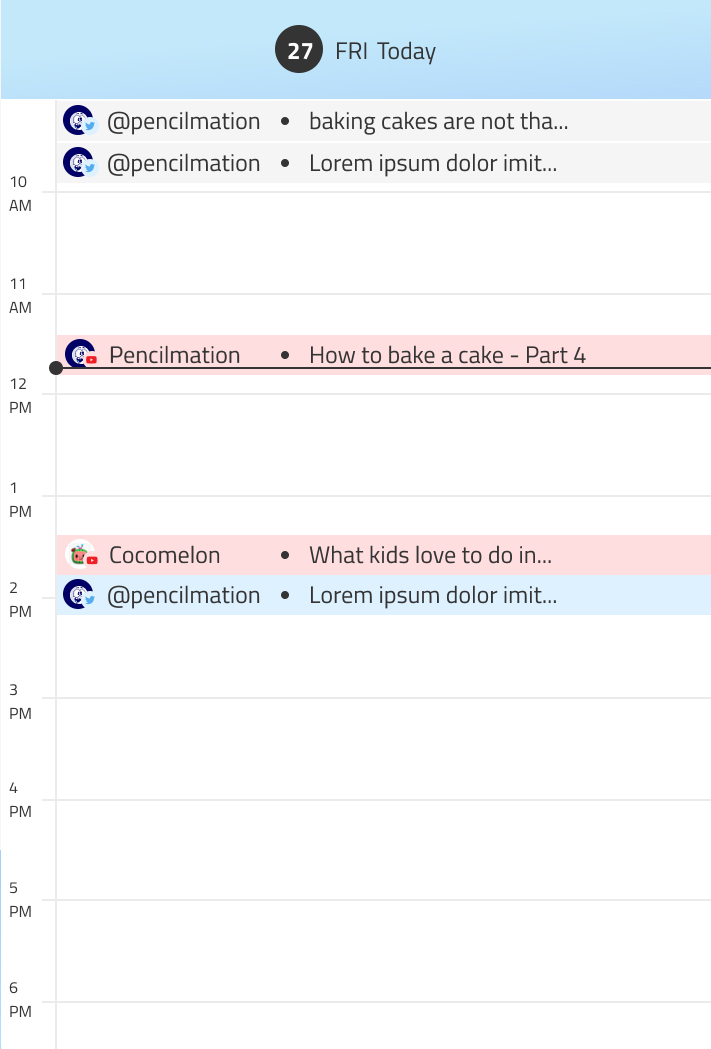 27 FRI Today
@pencilmation • baking cakes are not tha...
@pencilmation • Lorem ipsum dolor imit...
10
AM
11
AM
Pencilmation • How to bake a cake - Part 4
12
PM
1
PM
Cocomelon • What kids love to do in...
@pencilmation • Lorem ipsum dolor imit...
2
PM
3
PM
4
PM
5
PM
6
PM